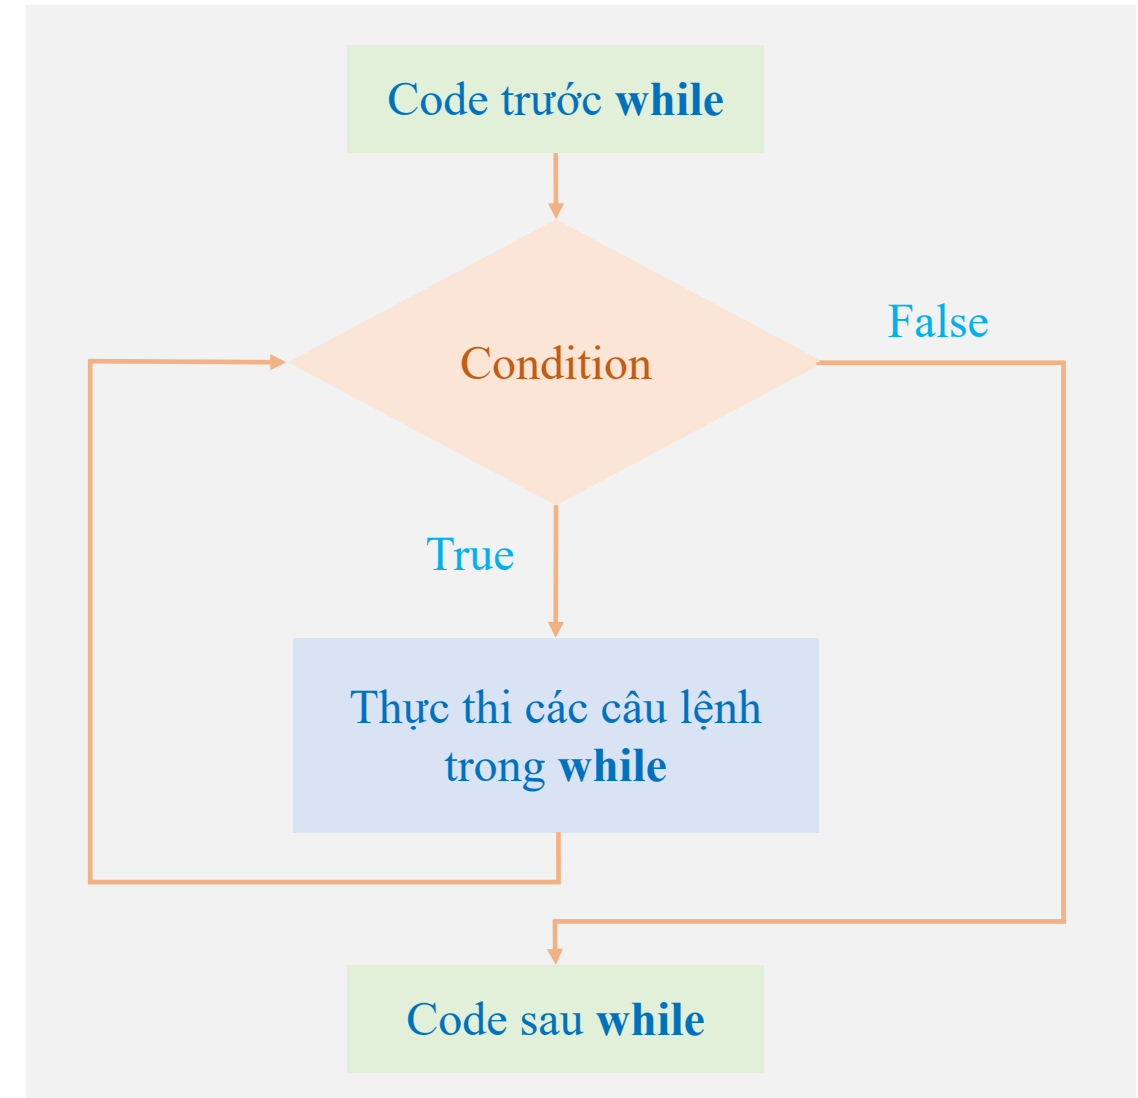 Code trước while
Condition
False
True
Thực thi các câu lệnh
trong while
Code sau while